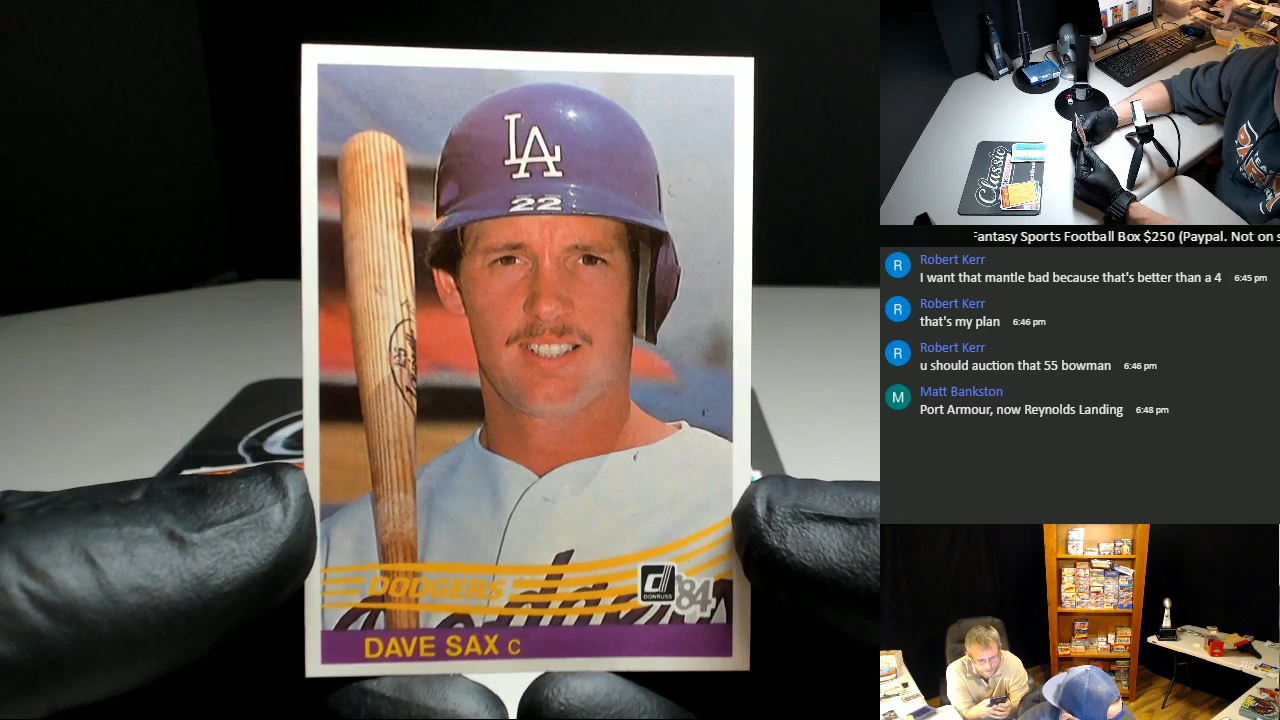 LA
22
DODGERS
DONRUSS
'84
DAVE SAX C
Classic
Fantasy Sports Football Box $250 (Paypal. Not on s
R
Robert Kerr
I want that mantle bad because that's better than a 4 6:45 pm
R
Robert Kerr
that's my plan 6:46 pm
R
Robert Kerr
u should auction that 55 bowman 6:46 pm
M
Matt Bankston
Port Armour, now Reynolds Landing 6:48 pm